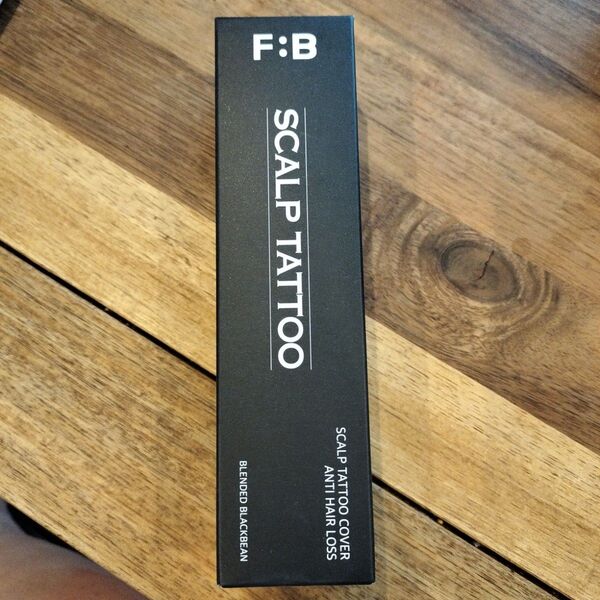 F:B
SCALP TATTOO
SCALP TATTOO COVER
ANTI HAIR LOSS
BLENDED BLACKBEAN